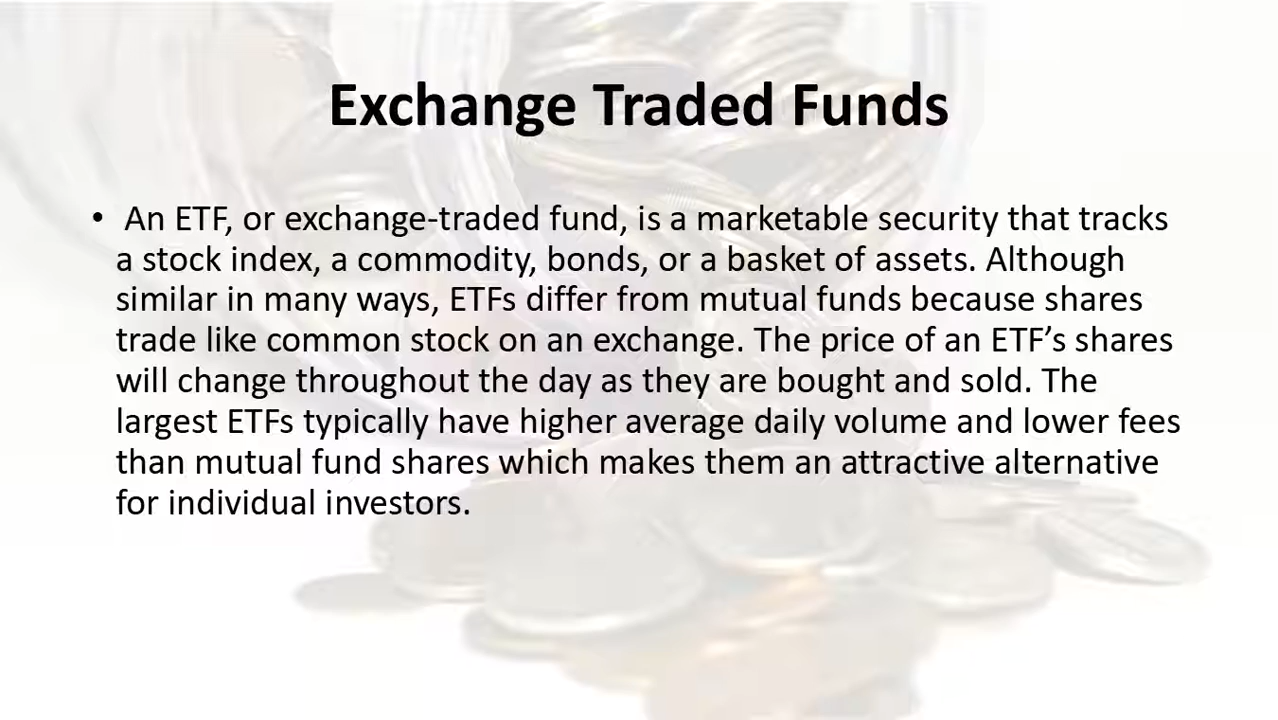 Exchange Traded Funds
• An ETF, or exchange-traded fund, is a marketable security that tracks
a stock index, a commodity, bonds, or a basket of assets. Although
similar in many ways, ETFs differ from mutual funds because shares
trade like common stock on an exchange. The price of an ETF’s shares
will change throughout the day as they are bought and sold. The
largest ETFs typically have higher average daily volume and lower fees
than mutual fund shares which makes them an attractive alternative
for individual investors.